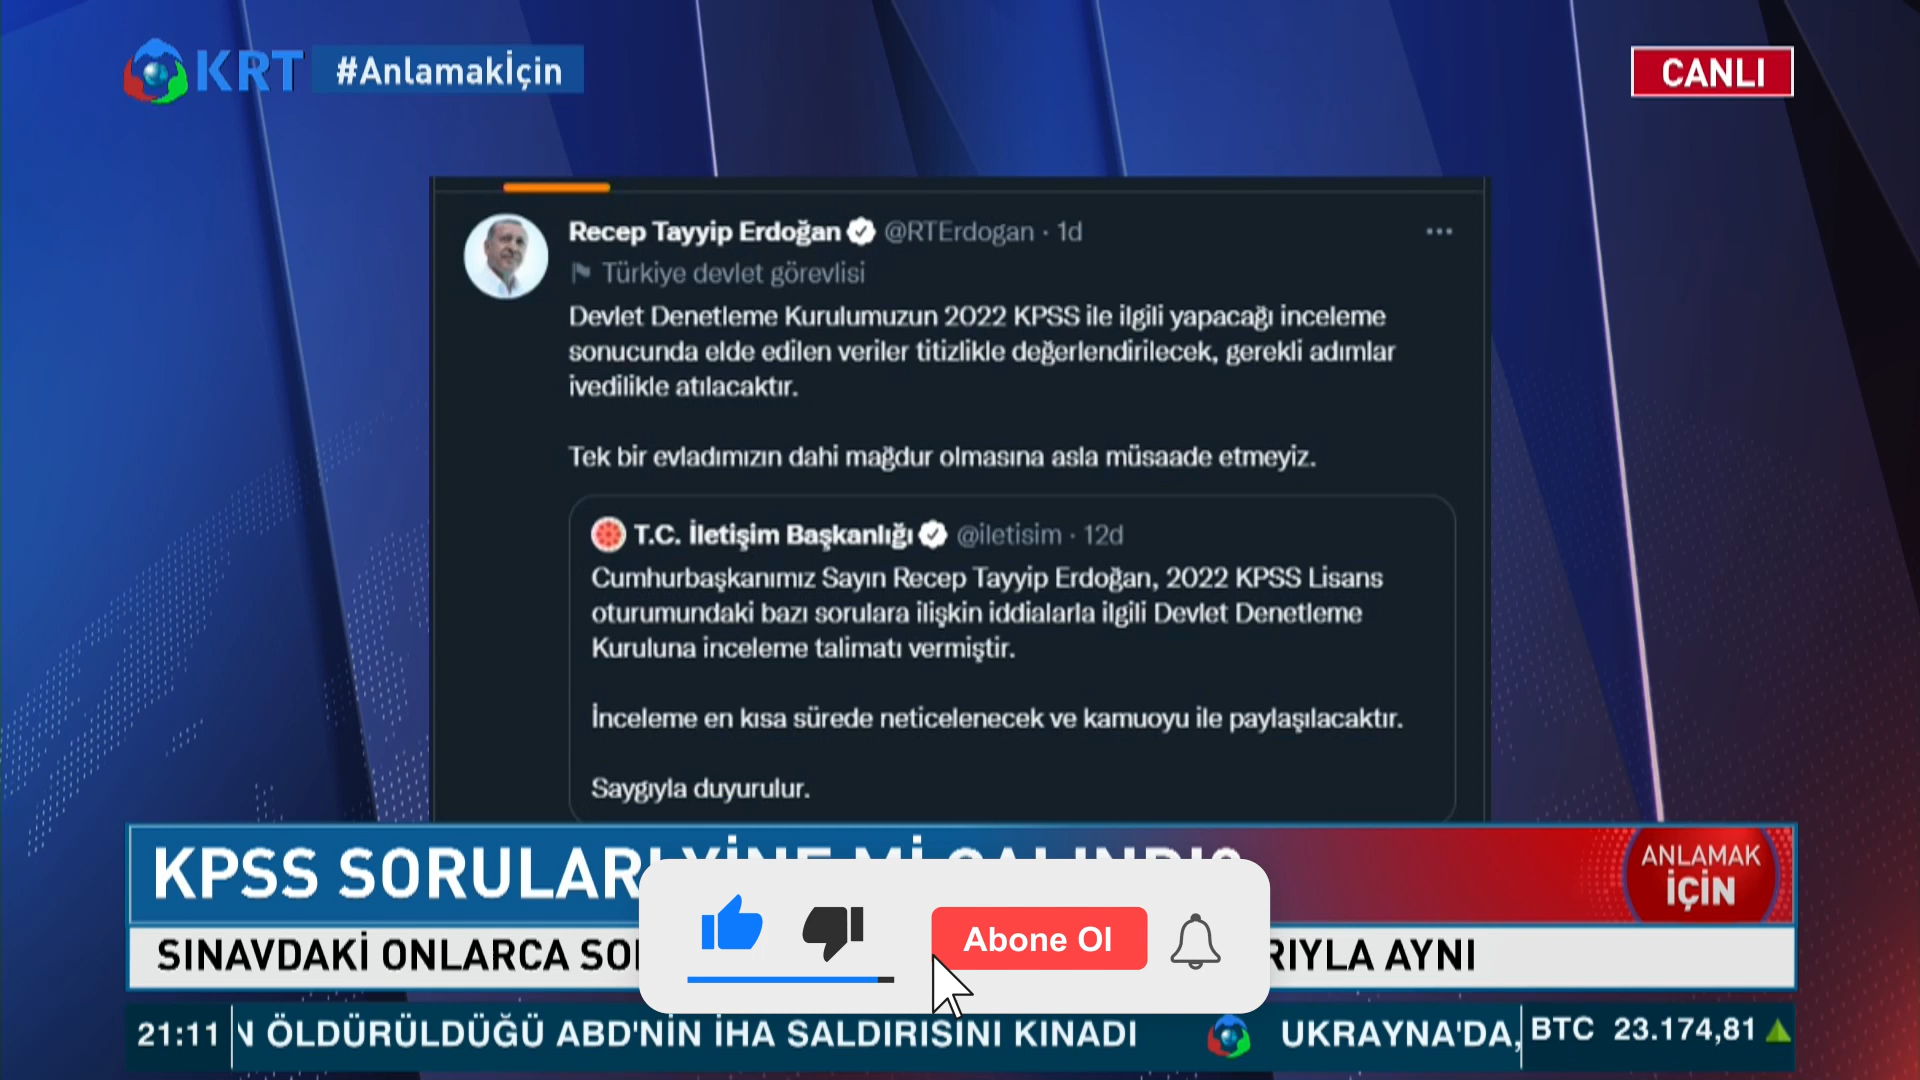 KRT #Anlamakİçin
CANLI
Recep Tayyip Erdoğan @RTErdogan · 1d
Türkiye devlet görevlisi
Devlet Denetleme Kurulumuzun 2022 KPSS ile ilgili yapacağı inceleme
sonucunda elde edilen veriler titizlikle değerlendirilecek, gerekli adımlar
ivedilikle atılacaktır.
Tek bir evladımızın dahi mağdur olmasına asla müsaade etmeyiz.
T.C. İletişim Başkanlığı @iletisim · 12d
Cumhurbaşkanımız Sayın Recep Tayyip Erdoğan, 2022 KPSS Lisans
oturumundaki bazı sorulara ilişkin iddialarla ilgili Devlet Denetleme
Kuruluna inceleme talimatı vermiştir.
İnceleme en kısa sürede neticelenecek ve kamuoyu ile paylaşılacaktır.
Saygıyla duyurulur.
KPSS SORULARI YİNE Mİ ÇALINDI?
ANLAMAK
İÇİN
SINAVDAKİ ONLARCA AYNI
Abone Ol
21:11 ÖLDÜRÜLDÜĞÜ ABD'NİN İHA SALDIRISINI KINADI UKRAYNA'DA, BTC 23.174,81